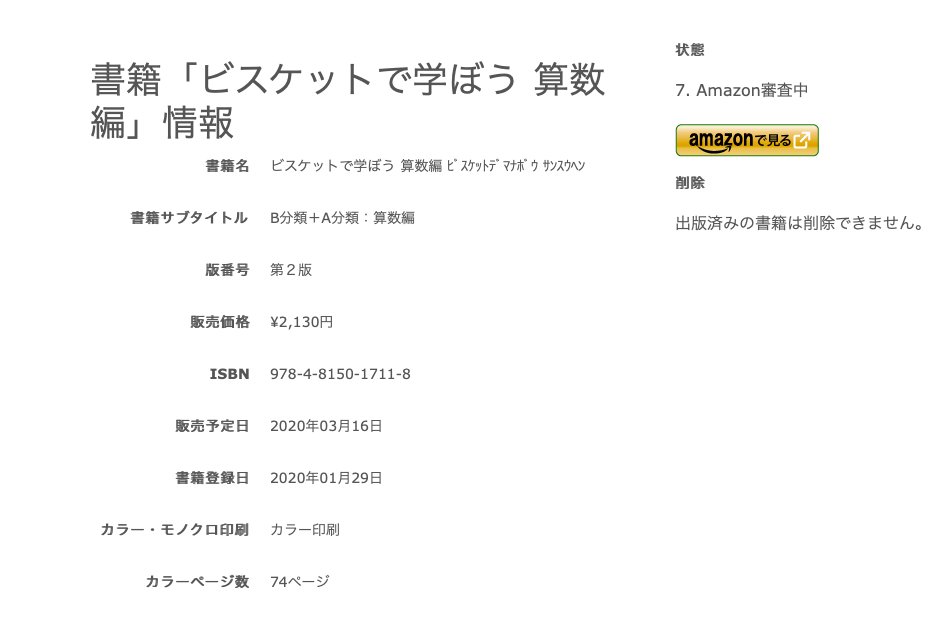 書籍「ビスケットで学ぼう 算数
編」情報
書籍名 ビスケットで学ぼう 算数編 ﾋﾞｽｹｯﾄﾃﾞﾏﾅﾎﾞｳ ｻﾝｽｳﾍﾝ
書籍サブタイトル B分類＋A分類：算数編
版番号 第２版
販売価格 ¥2,130円
ISBN 978-4-8150-1711-8
販売予定日 2020年03月16日
書籍登録日 2020年01月29日
カラー・モノクロ印刷 カラー印刷
カラーページ数 74ページ
状態
7. Amazon審査中
amazonで見る
削除
出版済みの書籍は削除できません。